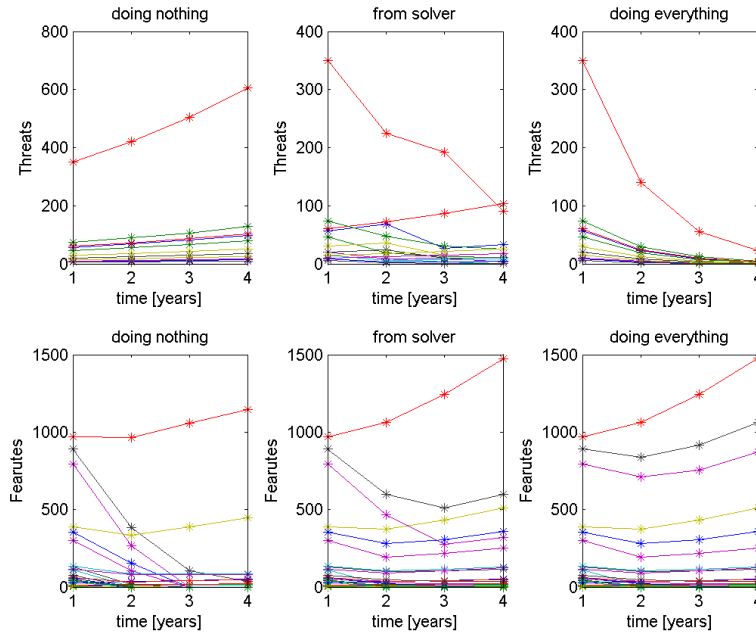 doing nothing
from solver
doing everything
800
600
400
200
0
Threats
1 2 3 4
time [years]
400
300
200
100
0
Threats
1 2 3 4
time [years]
400
300
200
100
0
Threats
1 2 3 4
time [years]
doing nothing
from solver
doing everything
1500
1000
500
0
Fearutes
1 2 3 4
time [years]
1500
1000
500
0
Fearutes
1 2 3 4
time [years]
1500
1000
500
0
Fearutes
1 2 3 4
time [years]